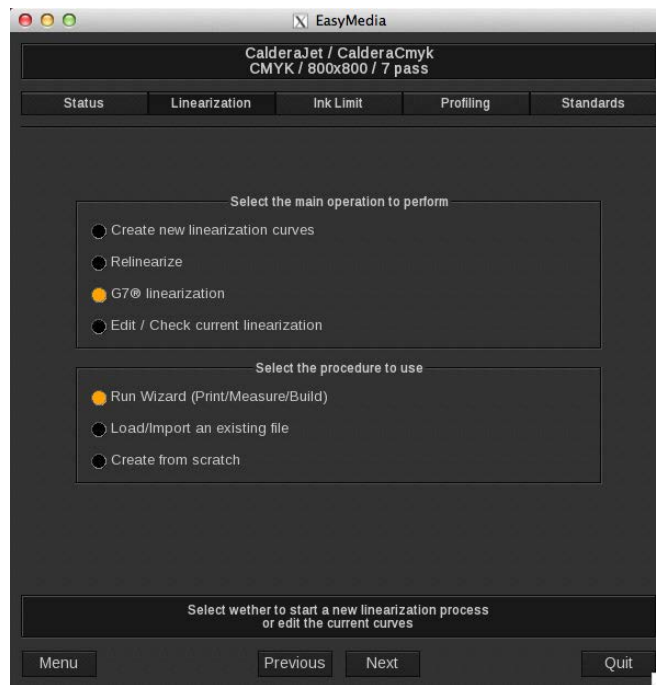 EasyMedia
CalderaJet / CalderaCmyk
CMYK / 800x800 / 7 pass
Status Linearization Ink Limit Profiling Standards
Select the main operation to perform
Create new linearization curves
Relinearize
G7® linearization
Edit / Check current linearization
Select the procedure to use
Run Wizard (Print/Measure/Build)
Load/Import an existing file
Create from scratch
Select wether to start a new linearization process
or edit the current curves
Menu Previous Next Quit